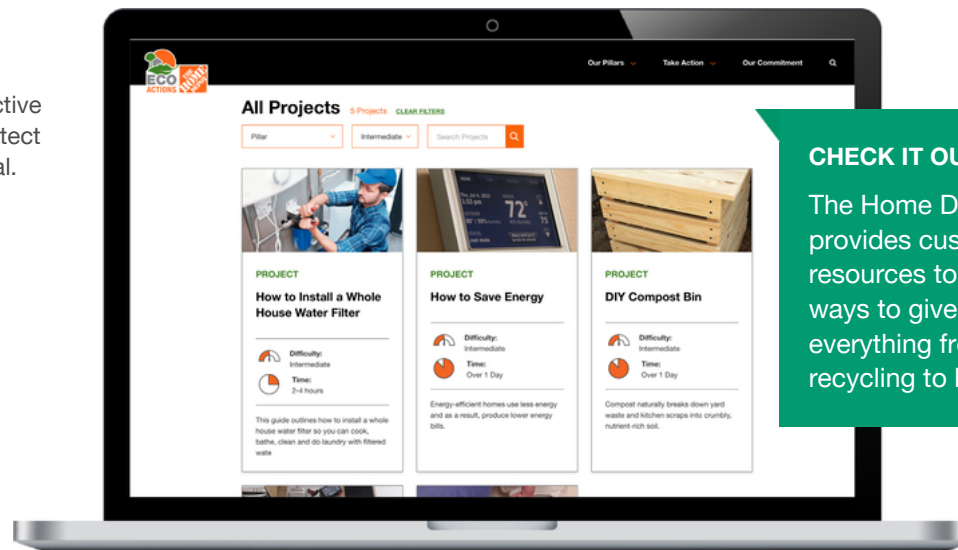 ctive
tect
al.
ECO
ACTIONS
THE
HOME
Our Pillars
Take Action
Our Commitment
All Projects 5 Projects CLEAR FILTERS
Pillar
Intermediate
Search Projects
PROJECT
How to Install a Whole
House Water Filter
Difficulty:
Intermediate
Time:
2-4 hours
This guide outlines how to install a whole
house water filter so you can cook,
bathe, clean and do laundry with filtered
wate
72°
PROJECT
How to Save Energy
Difficulty:
Intermediate
Time:
Over 1 Day
Energy-efficient homes use less energy
and as a result, produce lower energy
bills.
PROJECT
DIY Compost Bin
Difficulty:
Intermediate
Time:
Over 1 Day
Compost naturally breaks down yard
waste and kitchen scraps into crumbly,
nutrient-rich soil.
CHECK IT OU
The Home D
provides cus
resources to
ways to give
everything fr
recycling to